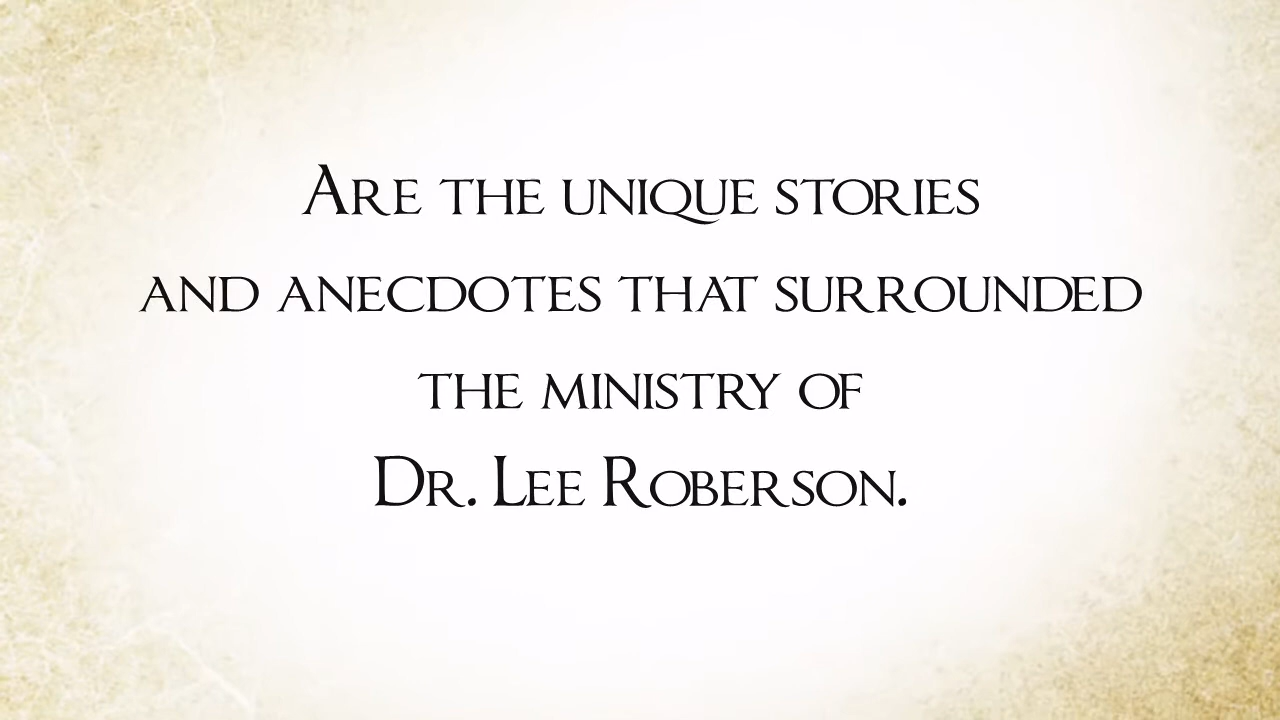 Are the unique stories
and anecdotes that surrounded
the ministry of
Dr. Lee Roberson.